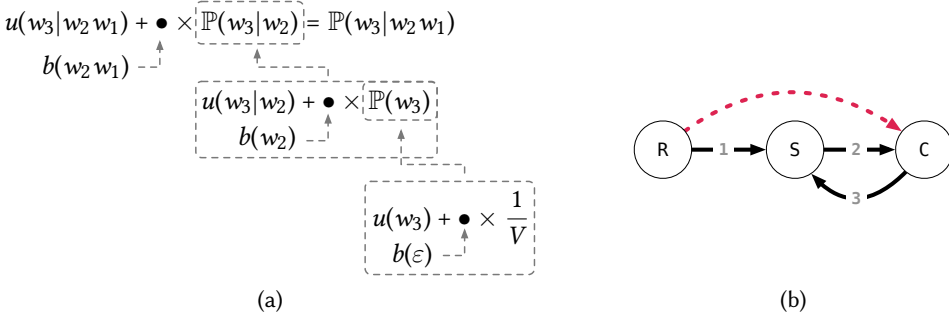 u(w₃|w₂ w₁) + ● × ℙ(w₃|w₂) = ℙ(w₃|w₂ w₁)
b(w₂ w₁)
u(w₃|w₂) + ● × ℙ(w₃)
b(w₂)
u(w₃) + ● × 1/V
b(ε)
(a)
R 1 S 2 C
3
(b)